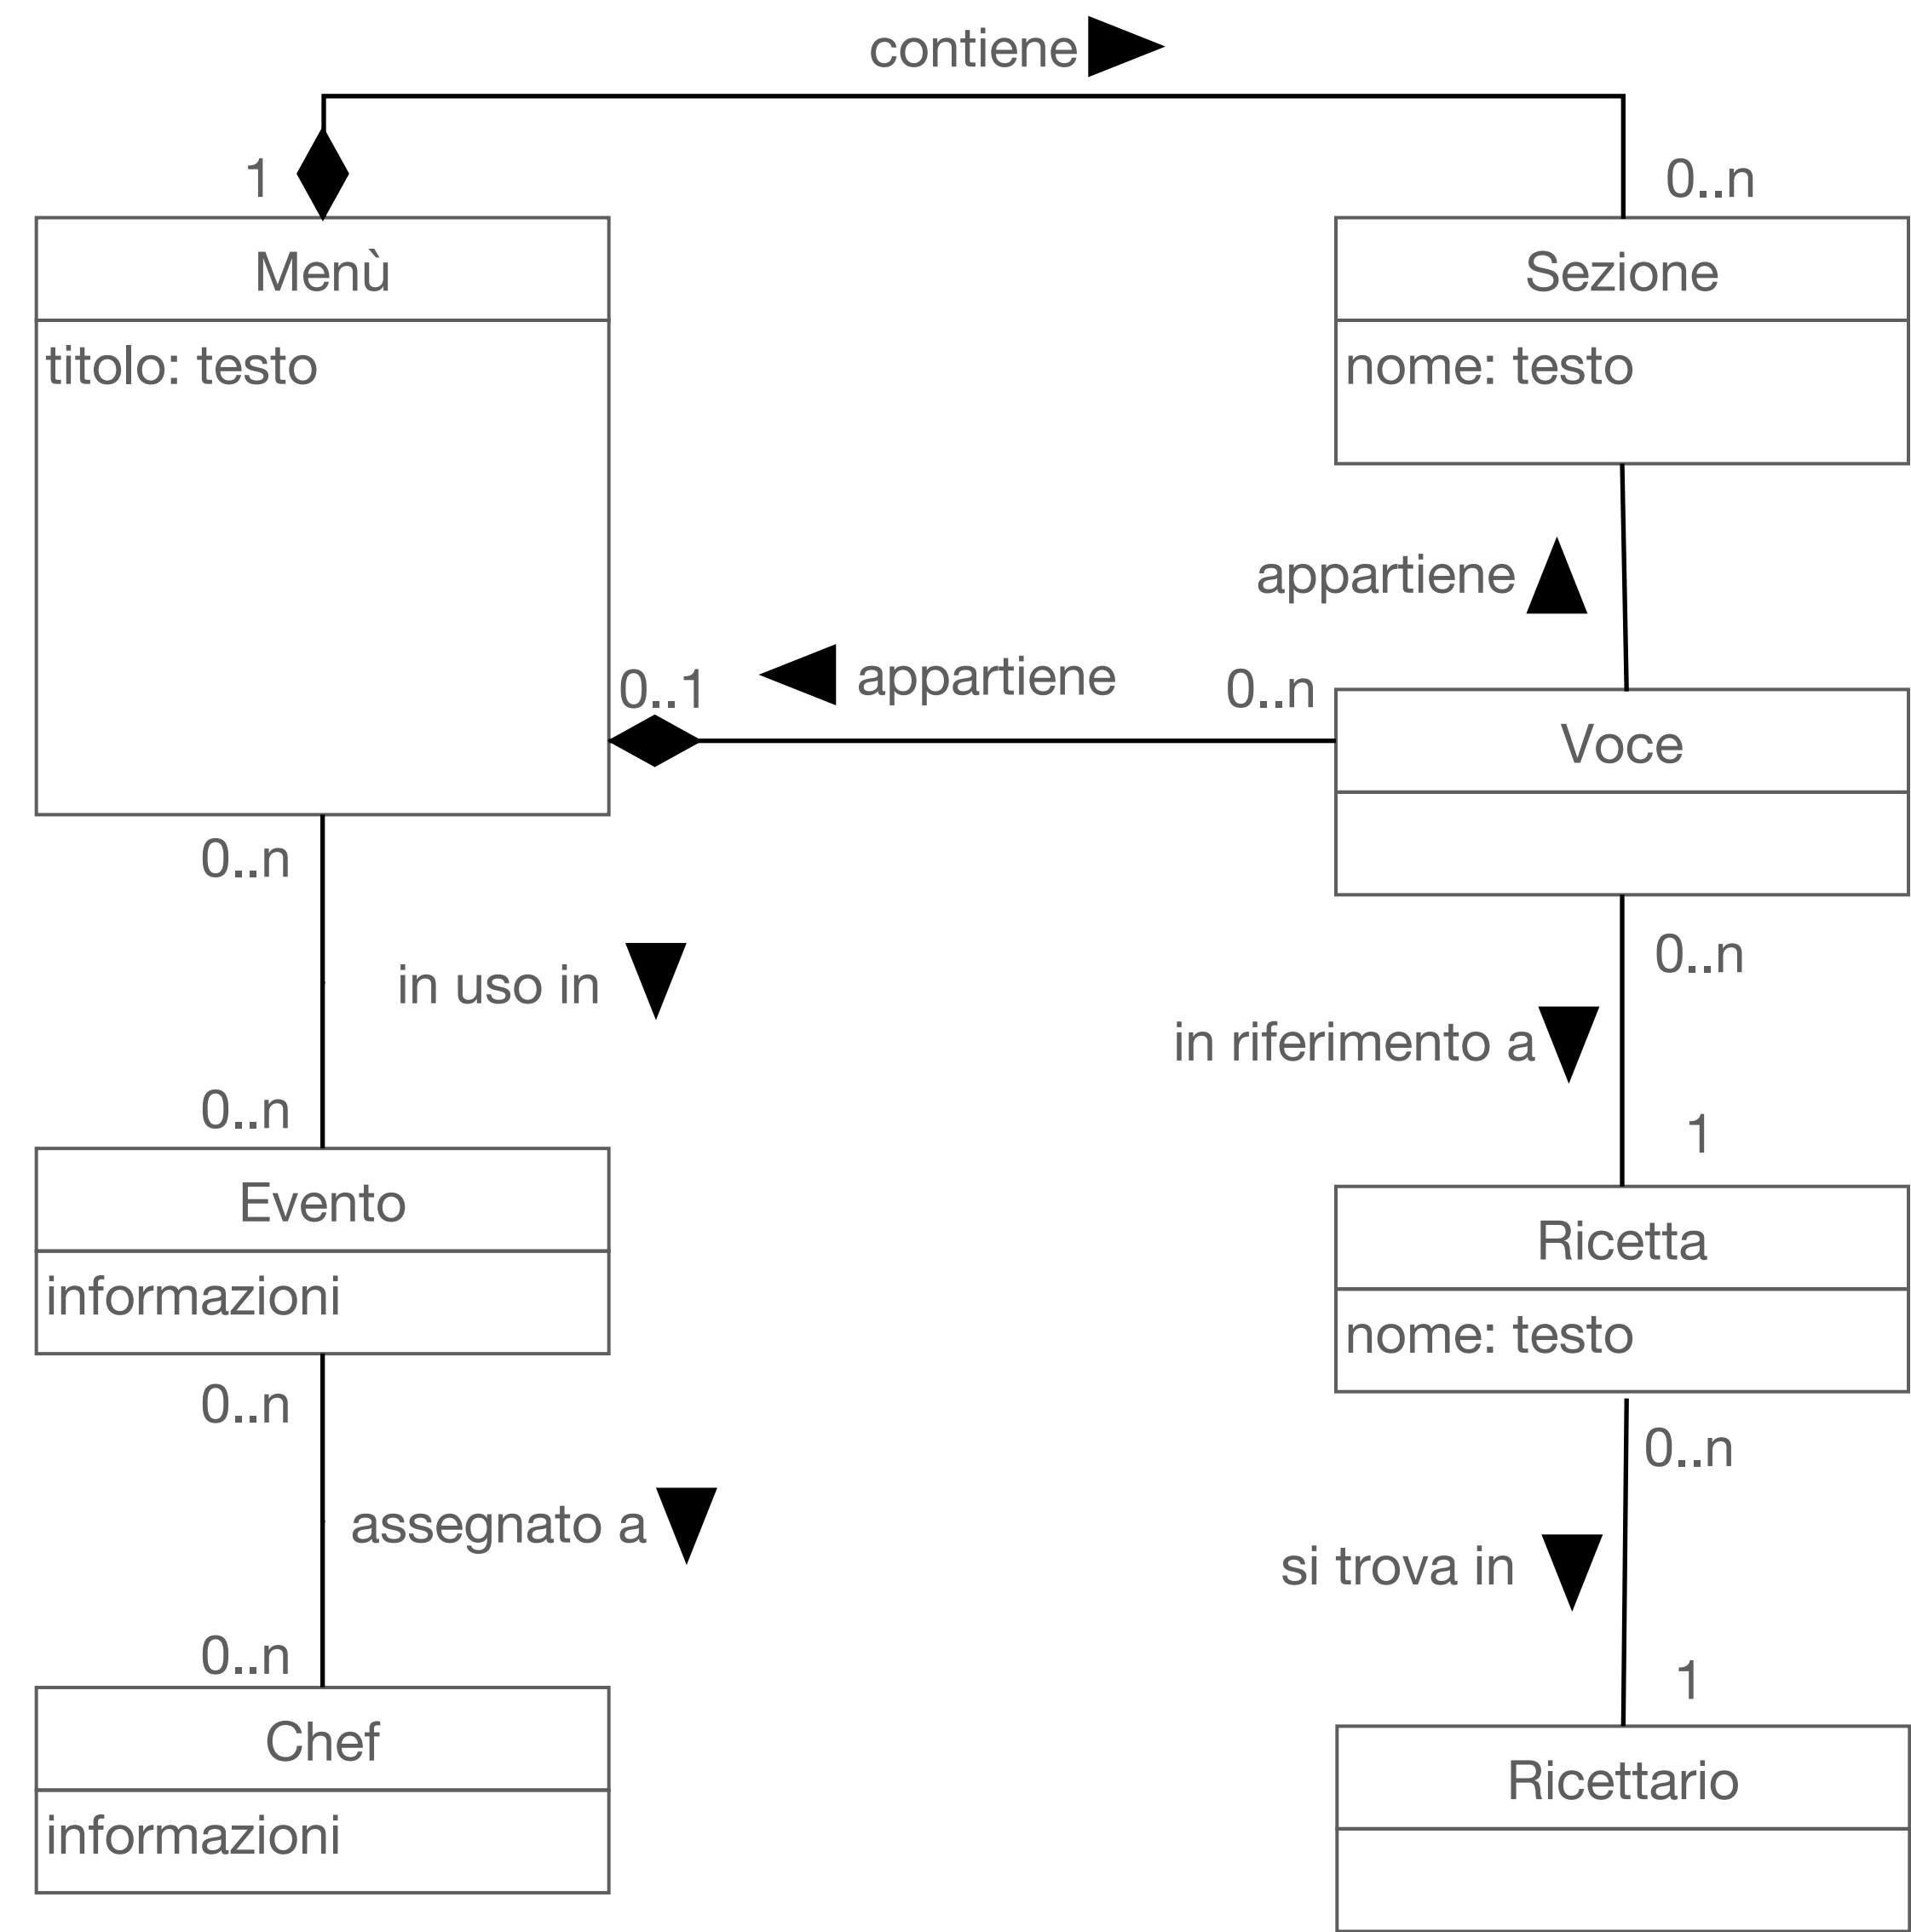 contiene
1
0..n
Menù
Sezione
titolo: testo
nome: testo
appartiene
0..1
appartiene
0..n
Voce
0..n
0..n
in uso in
in riferimento a
0..n
1
Evento
Ricetta
informazioni
nome: testo
0..n
0..n
assegnato a
si trova in
0..n
1
Chef
Ricettario
informazioni